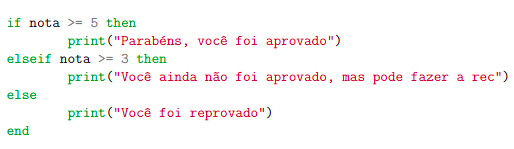 if nota >= 5 then
print("Parabéns, você foi aprovado")
elseif nota >= 3 then
print("Você ainda não foi aprovado, mas pode fazer a rec")
else
print("Você foi reprovado")
end